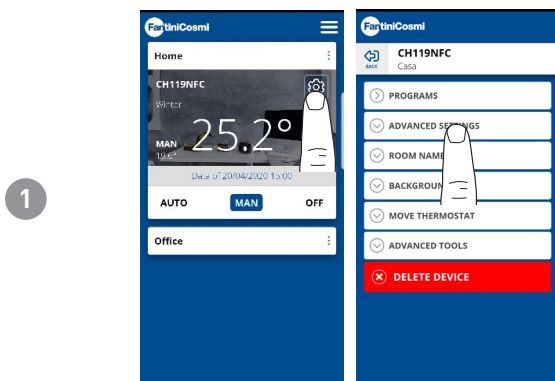 1
FantiniCosmi
Home
CH119NFC
Winter
25.2°
MAN
19.6°
Data of 20/04/2020 15:00
AUTO MAN OFF
Office
FantiniCosmi
BACK
CH119NFC
Casa
PROGRAMS
ADVANCED SETTINGS
ROOM NAME
MOVE THERMOSTAT
ADVANCED TOOLS
DELETE DEVICE